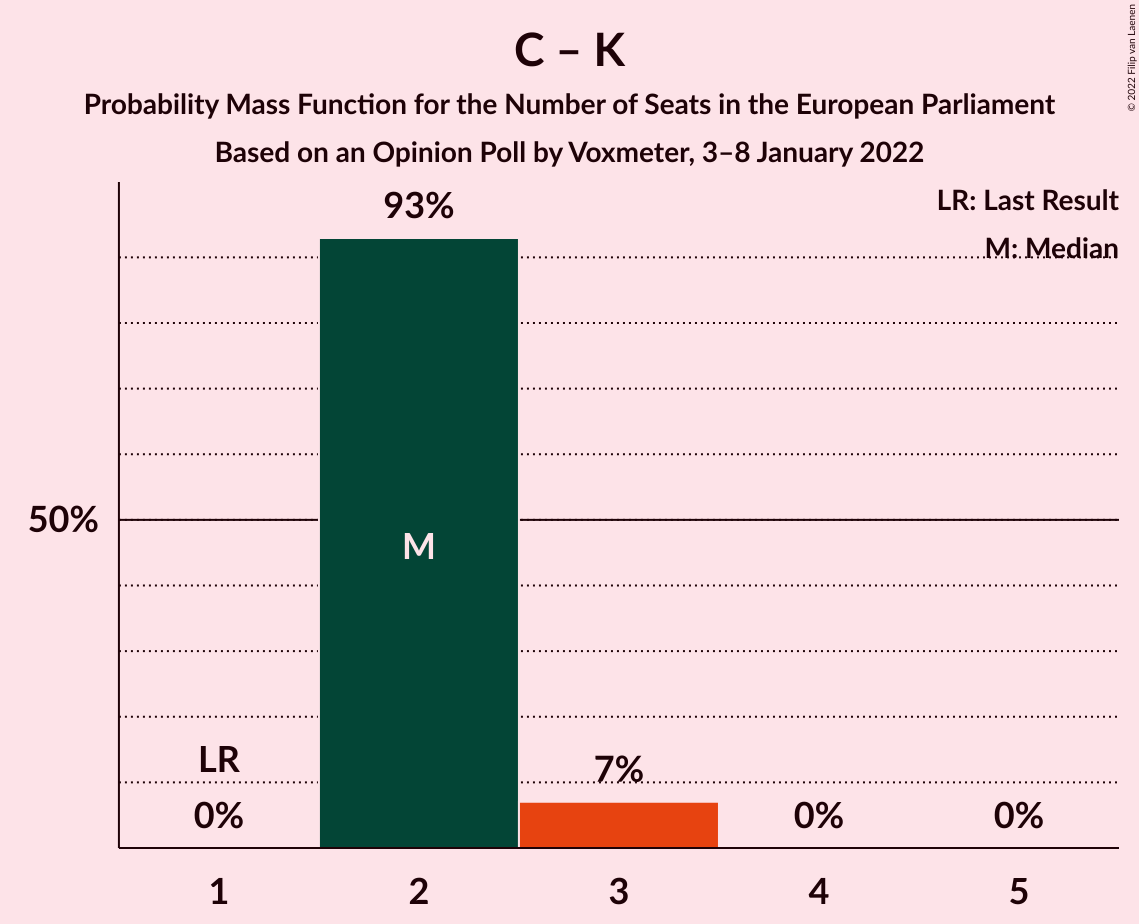 C – K
Probability Mass Function for the Number of Seats in the European Parliament
Based on an Opinion Poll by Voxmeter, 3–8 January 2022
© 2022 Filip van Laenen
LR: Last Result
M: Median
93%
50%
M
LR
0%
7%
0%
0%
1 2 3 4 5